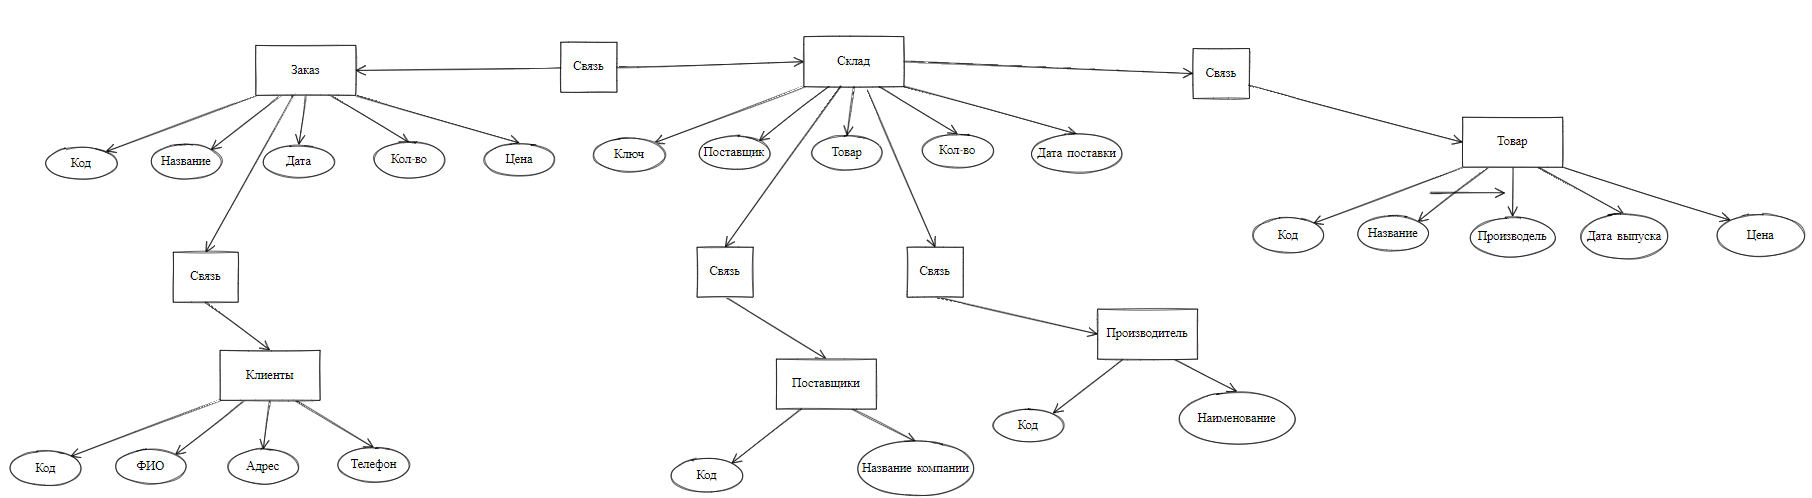 Заказ
Связь
Склад
Связь
Код
Название
Дата
Кол-во
Цена
Ключ
Поставщик
Товар
Кол-во
Дата поставки
Товар
Код
Название
Производель
Дата выпуска
Цена
Связь
Связь
Связь
Клиенты
Поставщики
Производитель
Код
ФИО
Адрес
Телефон
Код
Название компании
Код
Наименование